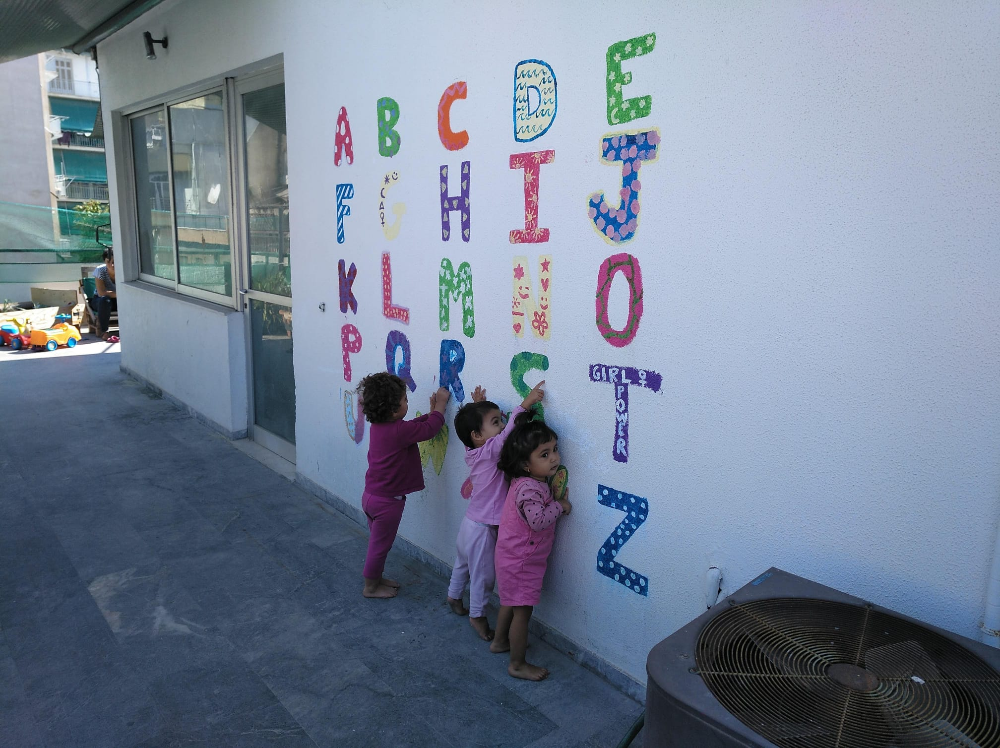 A B C D E
F G H I J
K L M N O
P Q R S T
GIRL
POWER
U Z